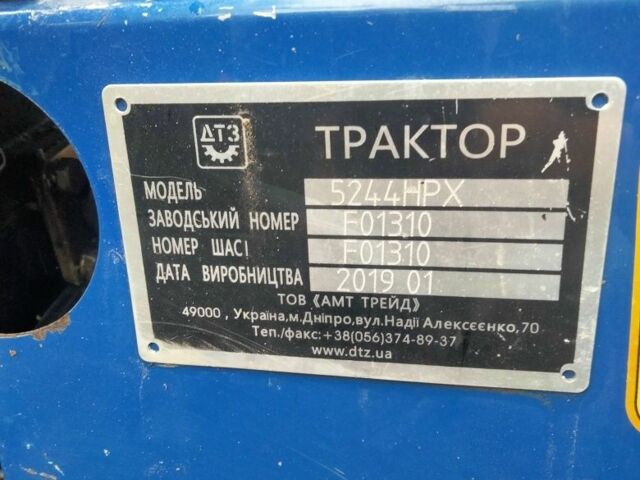 ДТЗ
ТРАКТОР
МОДЕЛЬ 5244HPX
ЗАВОДСЬКИЙ НОМЕР F01310
НОМЕР ШАСІ F01310
ДАТА ВИРОБНИЦТВА 2019 01
ТОВ «АМТ ТРЕЙД»
49000 , Україна,м.Дніпро,вул.Надії Алексєєнко,70
Тел./факс:+38(056)374-89-37
www.dtz.ua